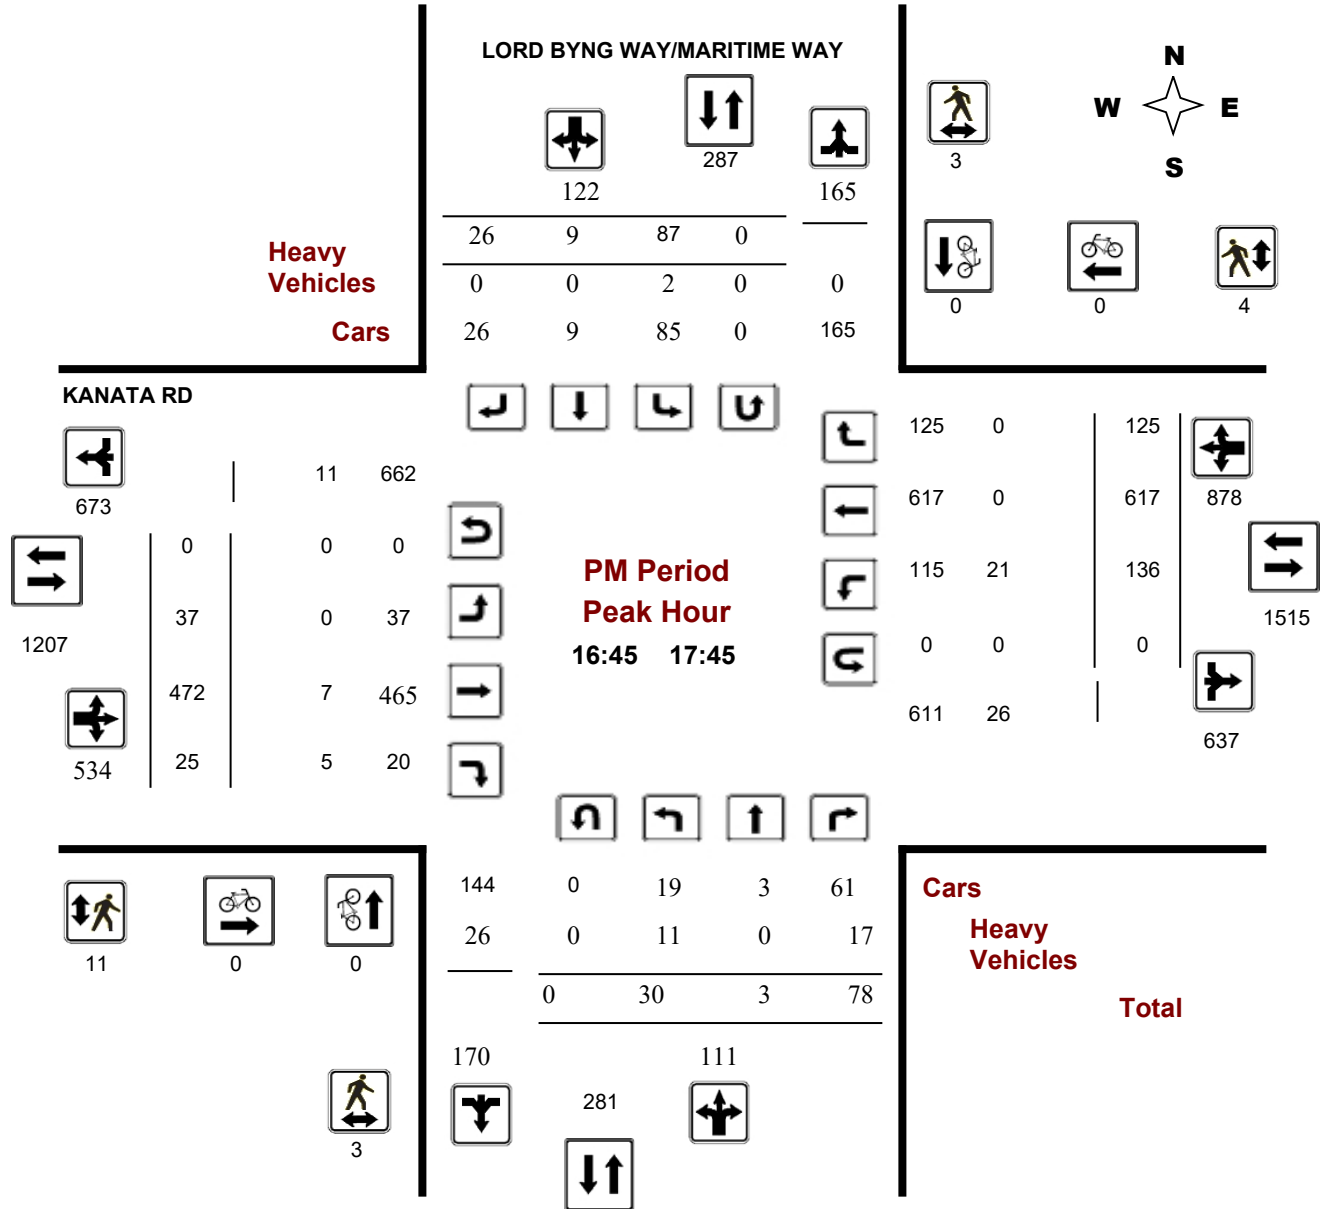 LORD BYNG WAY/MARITIME WAY
N
W E
S
287
3
122 165
Heavy
Vehicles
Cars
26 9 87 0
0 0 2 0 0
26 9 85 0 165
0 0 4
KANATA RD
673
11 662
0 0 0
37 0 37
1207
472 7 465
534
25 5 20
PM Period
Peak Hour
16:45 17:45
125 0 125
617 0 617 878
115 21 136
1515
0 0 0
611 26
637
144 0 19 3 61
26 0 11 0 17
0 30 3 78
170 111
281
11 0 0
3
Cars
Heavy
Vehicles
Total